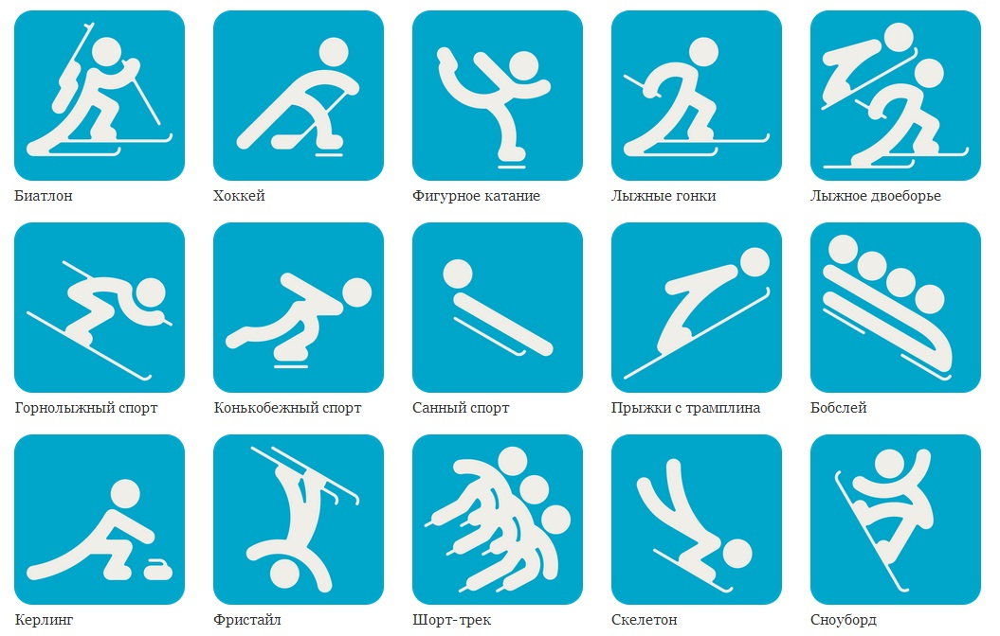 Биатлон
Хоккей
Фигурное катание
Лыжные гонки
Лыжное двоеборье
Горнолыжный спорт
Конькобежный спорт
Санный спорт
Прыжки с трамплина
Бобслей
Керлинг
Фристайл
Шорт-трек
Скелетон
Сноуборд